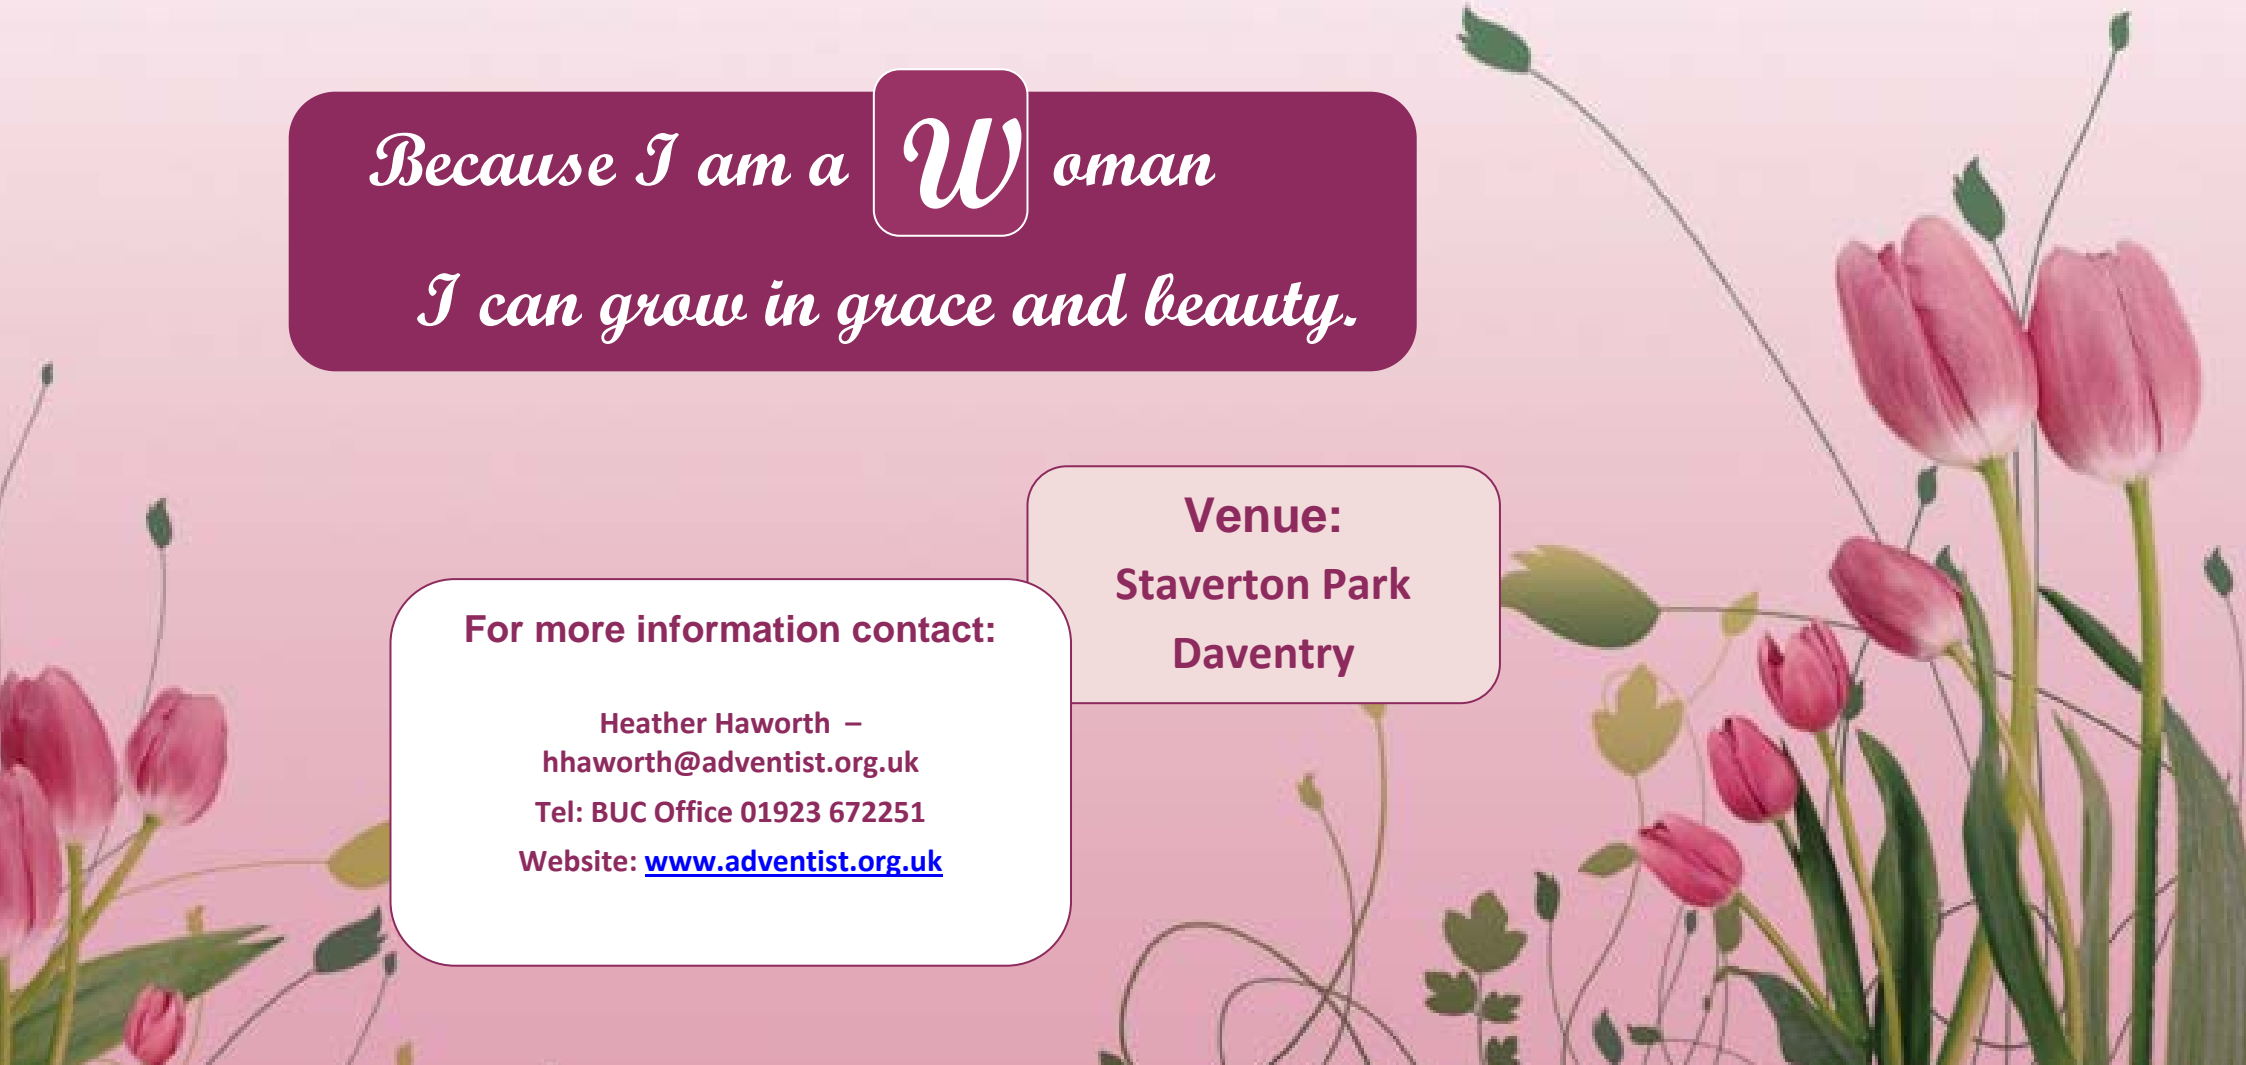 Because I am a Woman
I can grow in grace and beauty.
Venue:
Staverton Park
Daventry
For more information contact:
Heather Haworth –
hhaworth@adventist.org.uk
Tel: BUC Office 01923 672251
Website: www.adventist.org.uk